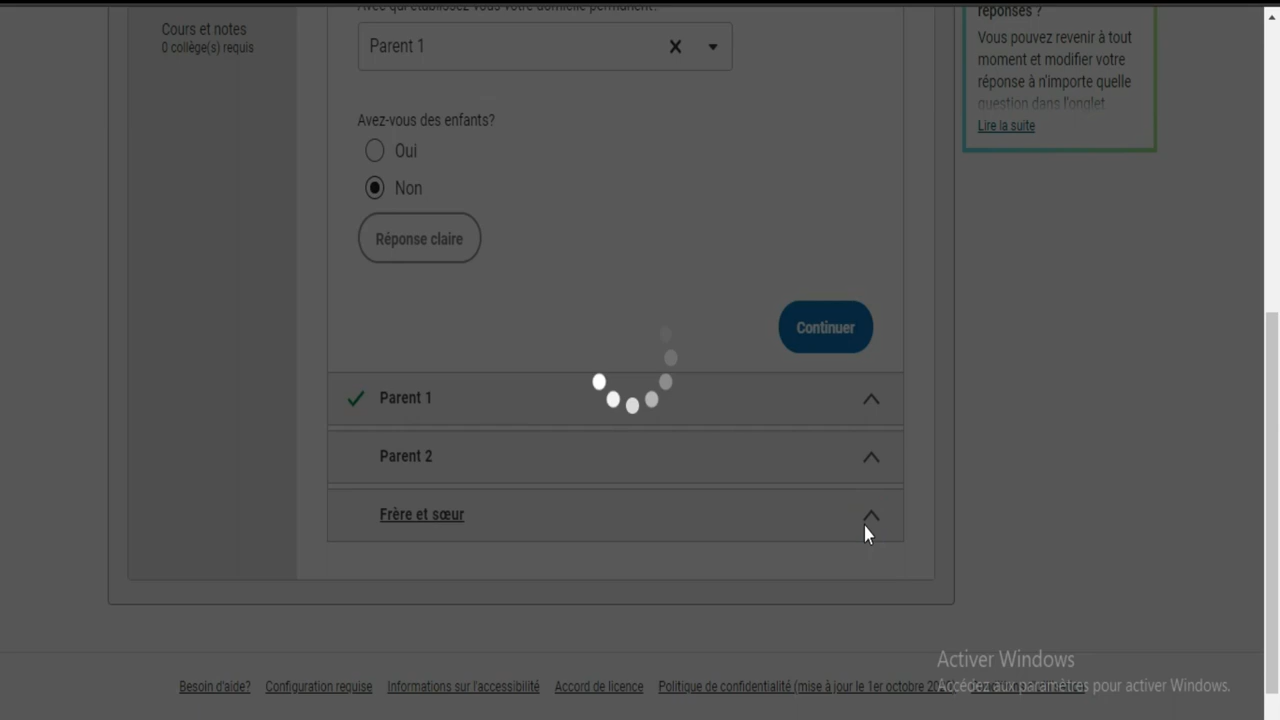 Cours et notes
0 collège(s) requis
Avec qui établissez-vous votre domicile permanent?
Parent 1
Avez-vous des enfants?
Oui
Non
Réponse claire
Continuer
Parent 1
Parent 2
Frère et sœur
réponses ?
Vous pouvez revenir à tout
moment et modifier votre
réponse à n'importe quelle
question dans l'onglet
Lire la suite
Activer Windows
Accédez aux paramètres pour activer Windows.
Besoin d'aide? Configuration requise Informations sur l'accessibilité Accord de licence Politique de confidentialité (mise à jour le 1er octobre